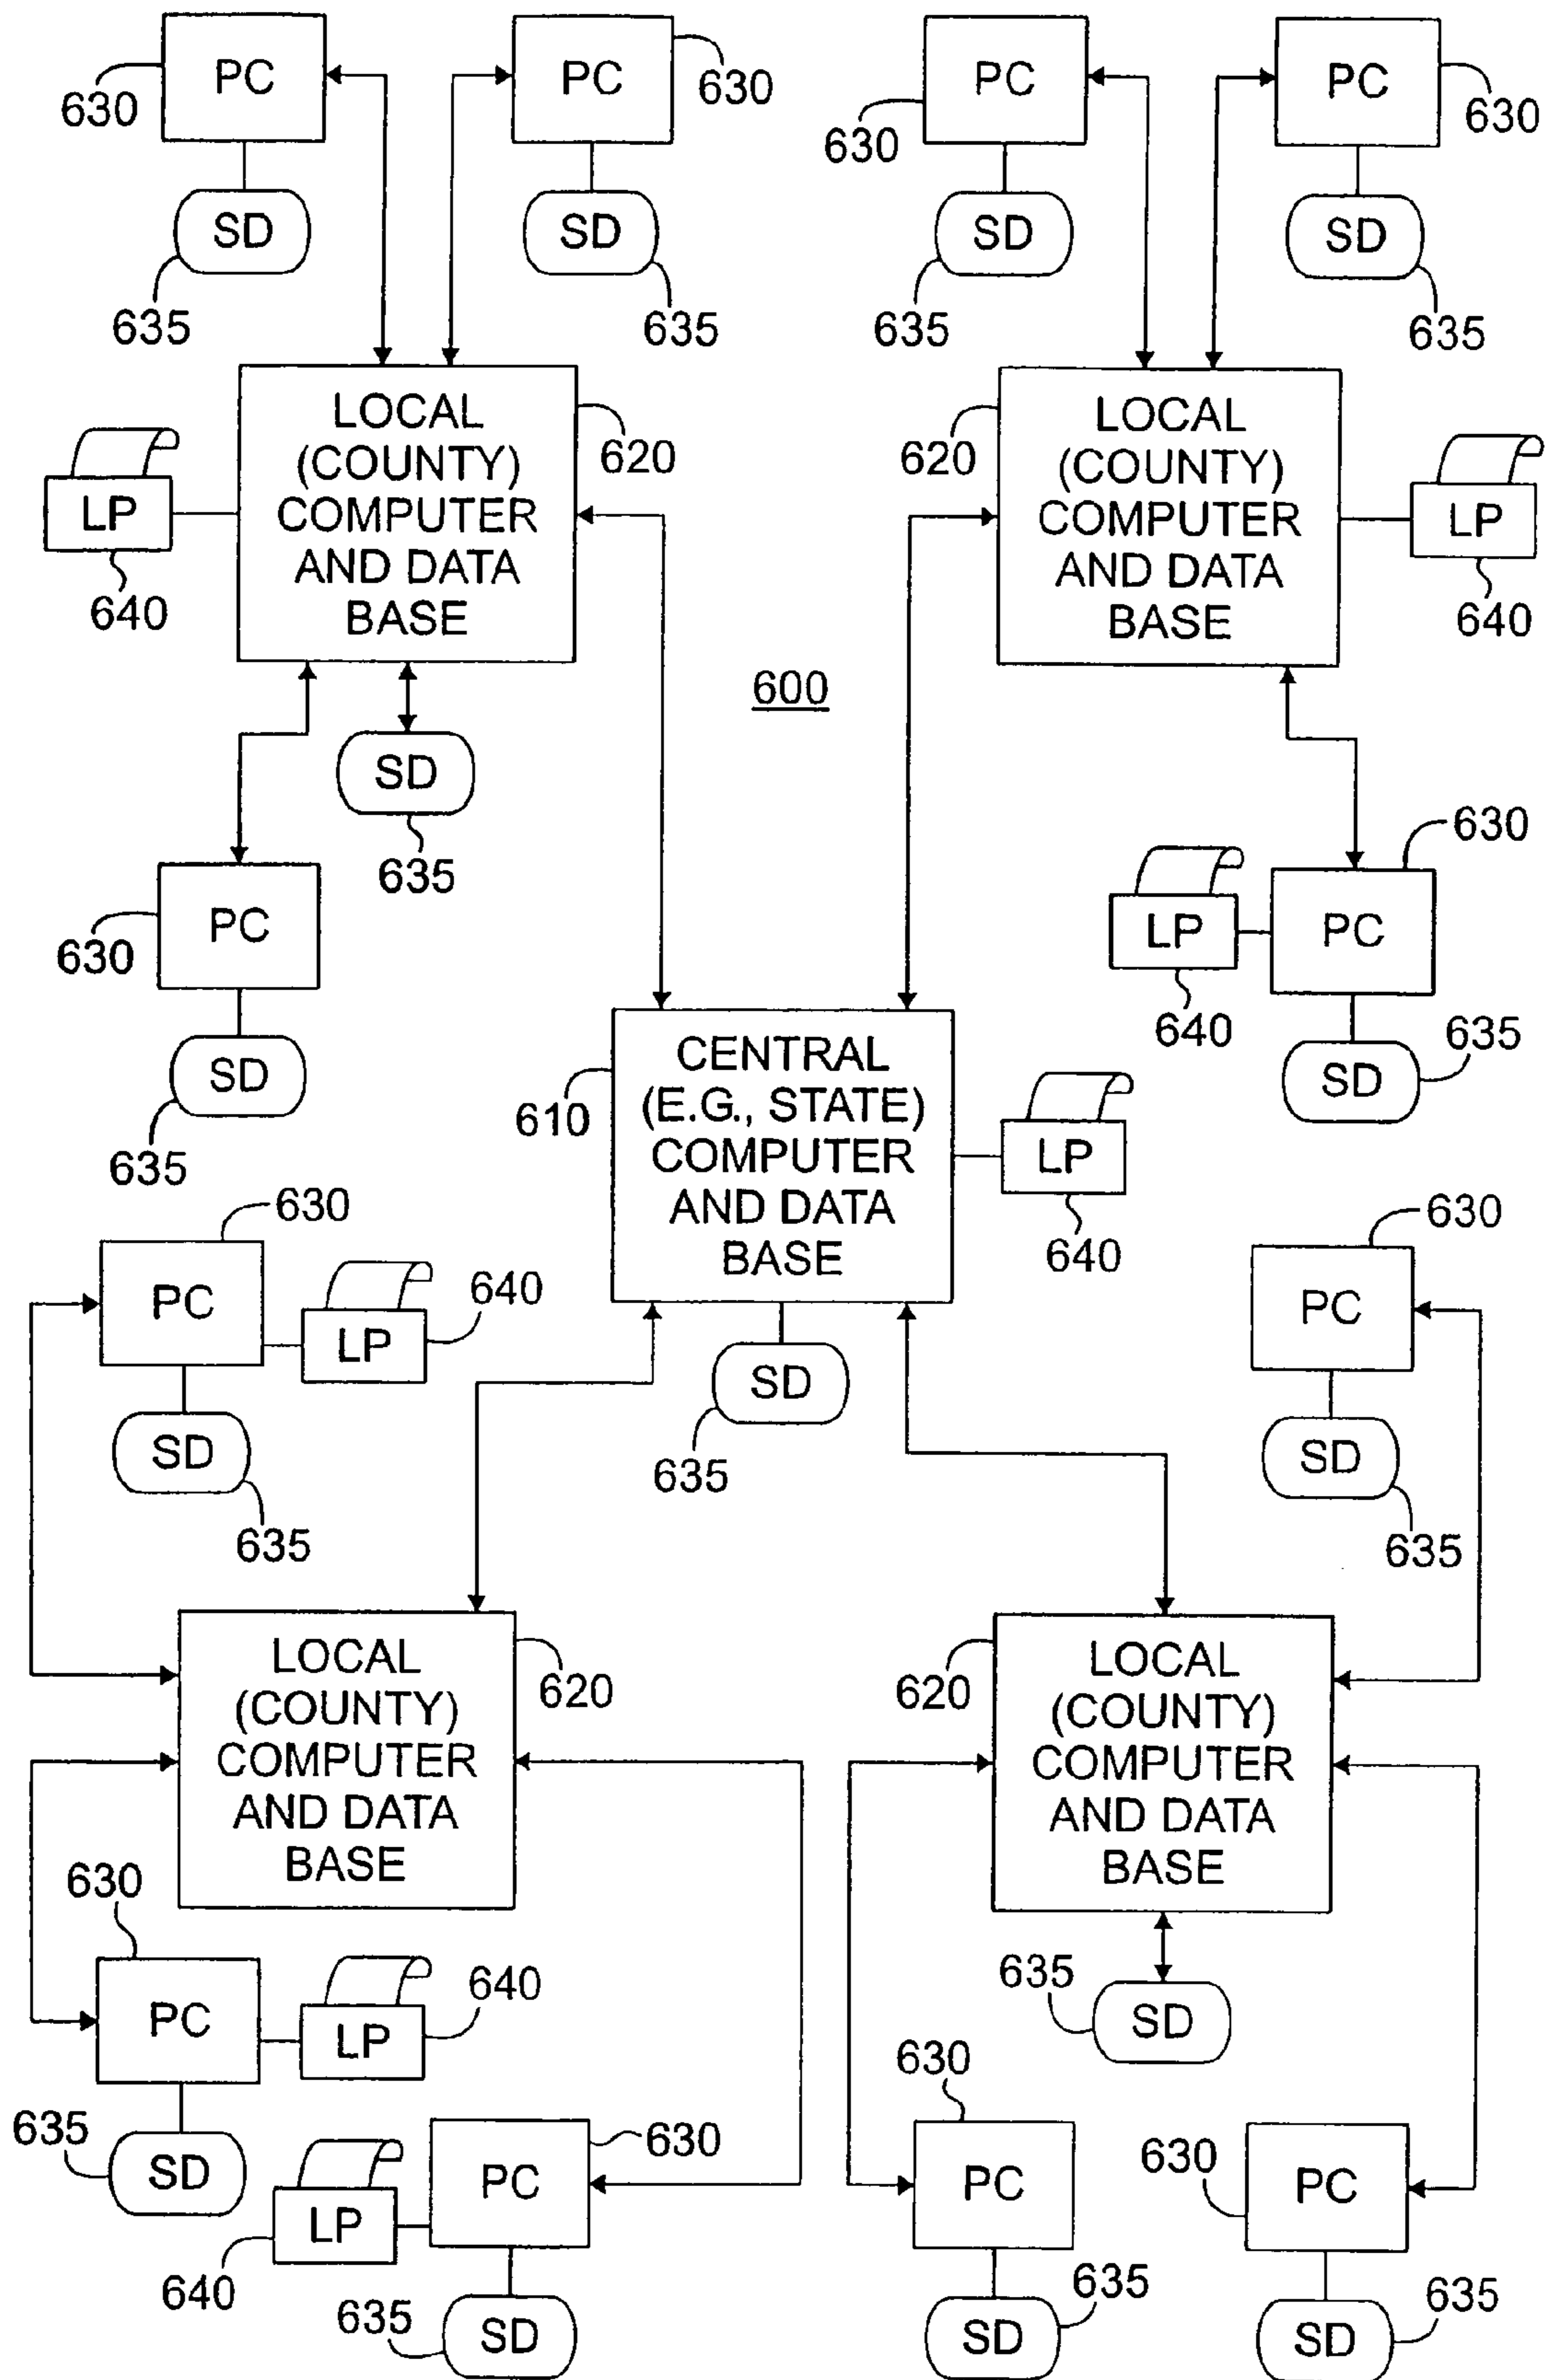 PC
630
PC
630
PC
630
PC
630
SD
635
SD
635
SD
635
SD
635
LOCAL
(COUNTY)
COMPUTER
AND DATA
BASE
620
LP
640
LOCAL
(COUNTY)
COMPUTER
AND DATA
BASE
620
LP
640
600
SD
635
PC
630
SD
635
PC
630
LP
640
SD
635
CENTRAL
(E.G., STATE)
COMPUTER
AND DATA
BASE
610
LP
640
SD
635
PC
630
LP
640
SD
635
PC
630
SD
635
LOCAL
(COUNTY)
COMPUTER
AND DATA
BASE
620
LOCAL
(COUNTY)
COMPUTER
AND DATA
BASE
620
SD
635
PC
630
LP
640
SD
635
PC
630
LP
640
SD
635
PC
630
SD
635
PC
630
SD
635